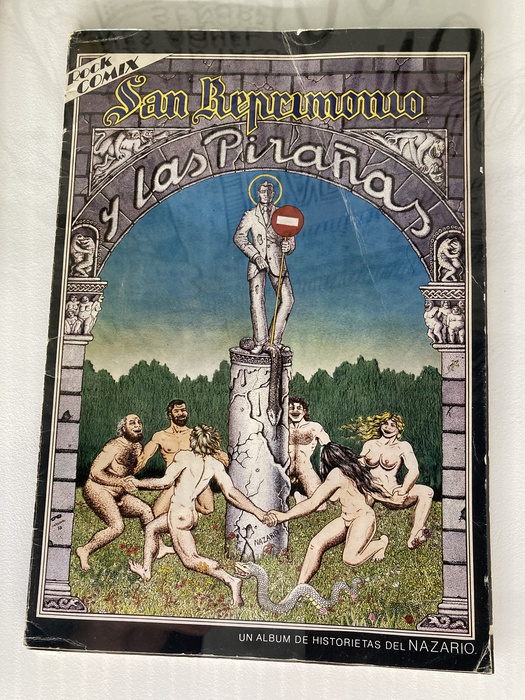 Rock
COMIX
San Reprimonio
y las Pirañas
NAZARIO
UN ALBUM DE HISTORIETAS DEL NAZARIO.